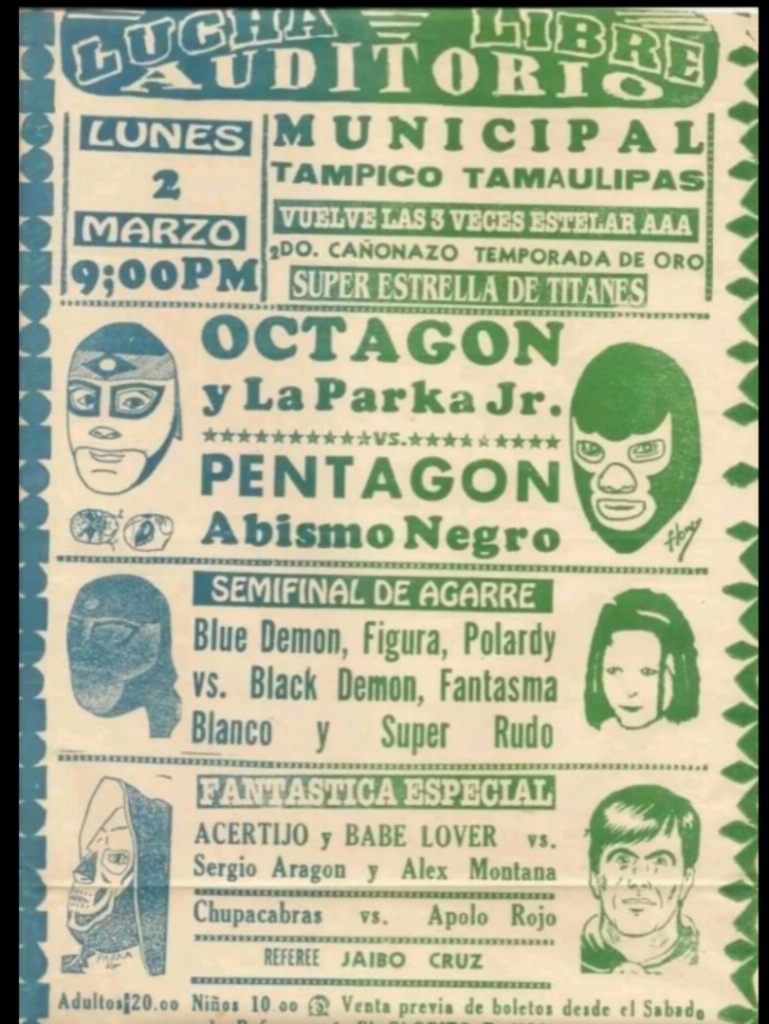 LUCHA LIBRE
AUDITORIO
LUNES
2
MARZO
9;00PM
MUNICIPAL
TAMPICO TAMAULIPAS
VUELVE LAS 3 VECES ESTELAR AAA
2DO. CAÑONAZO TEMPORADA DE ORO
SUPER ESTRELLA DE TITANES
OCTAGON
y La Parka Jr.
★★★★★★★★★★★VS.★★★★★★★★★★
PENTAGON
Abismo Negro
SEMIFINAL DE AGARRE
Blue Demon, Figura, Polardy
vs. Black Demon, Fantasma
Blanco y Super Rudo
FANTASTICA ESPECIAL
ACERTIJO y BABE LOVER vs.
Sergio Aragon y Alex Montana
Chupacabras vs. Apolo Rojo
REFEREE JAIBO CRUZ
PARKA
Adultos $20.00 Niños 10.00 Venta previa de boletos desde el Sabado